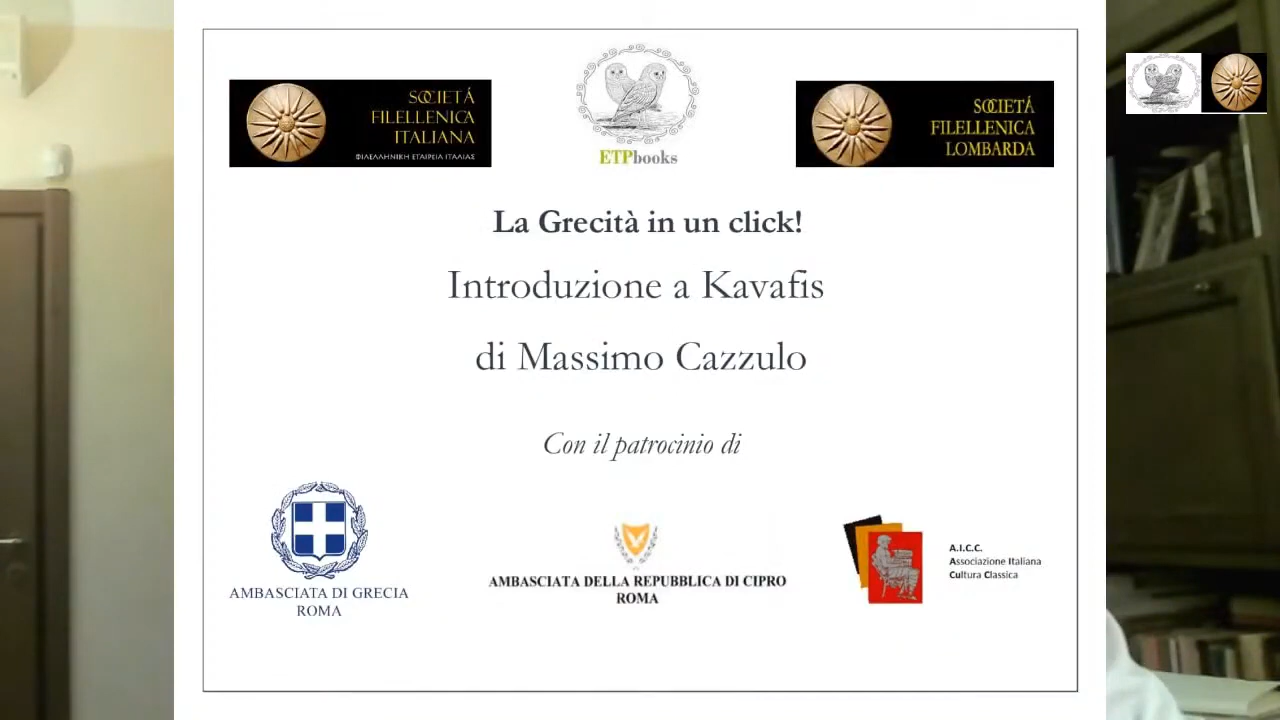 SOCIETÁ
FILELLENICA
ITALIANA
ΦΙΛΕΛΛΗΝΙΚΗ ΕΤΑΙΡΕΙΑ ΙΤΑΛΙΑΣ
ETPbooks
SOCIETÁ
FILELLENICA
LOMBARDA
La Grecità in un click!
Introduzione a Kavafis
di Massimo Cazzulo
Con il patrocinio di
AMBASCIATA DI GRECIA
ROMA
AMBASCIATA DELLA REPUBBLICA DI CIPRO
ROMA
A.I.C.C.
Associazione Italiana
Cultura Classica